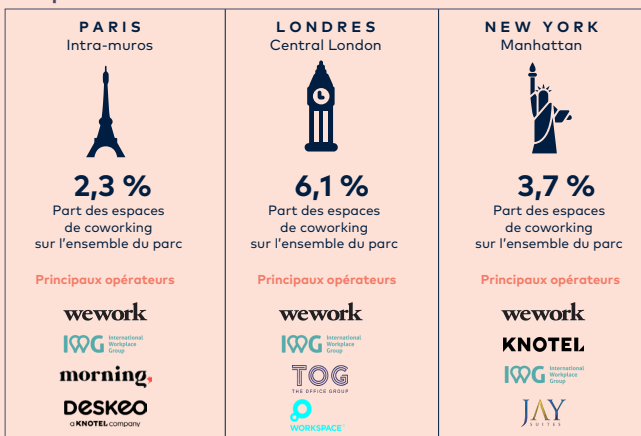 PARIS
Intra-muros
2,3 %
Part des espaces
de coworking
sur l'ensemble du parc
Principaux opérateurs
wework
IWG International
Workplace
Group
morning,
DESKEO
a KNOTEL company
LONDRES
Central London
6,1 %
Part des espaces
de coworking
sur l'ensemble du parc
Principaux opérateurs
wework
IWG International
Workplace
Group
TOG
THE OFFICE GROUP
WORKSPACE
NEW YORK
Manhattan
3,7 %
Part des espaces
de coworking
sur l'ensemble du parc
Principaux opérateurs
wework
KNOTEL
IWG International
Workplace
Group
JAY
SUITES